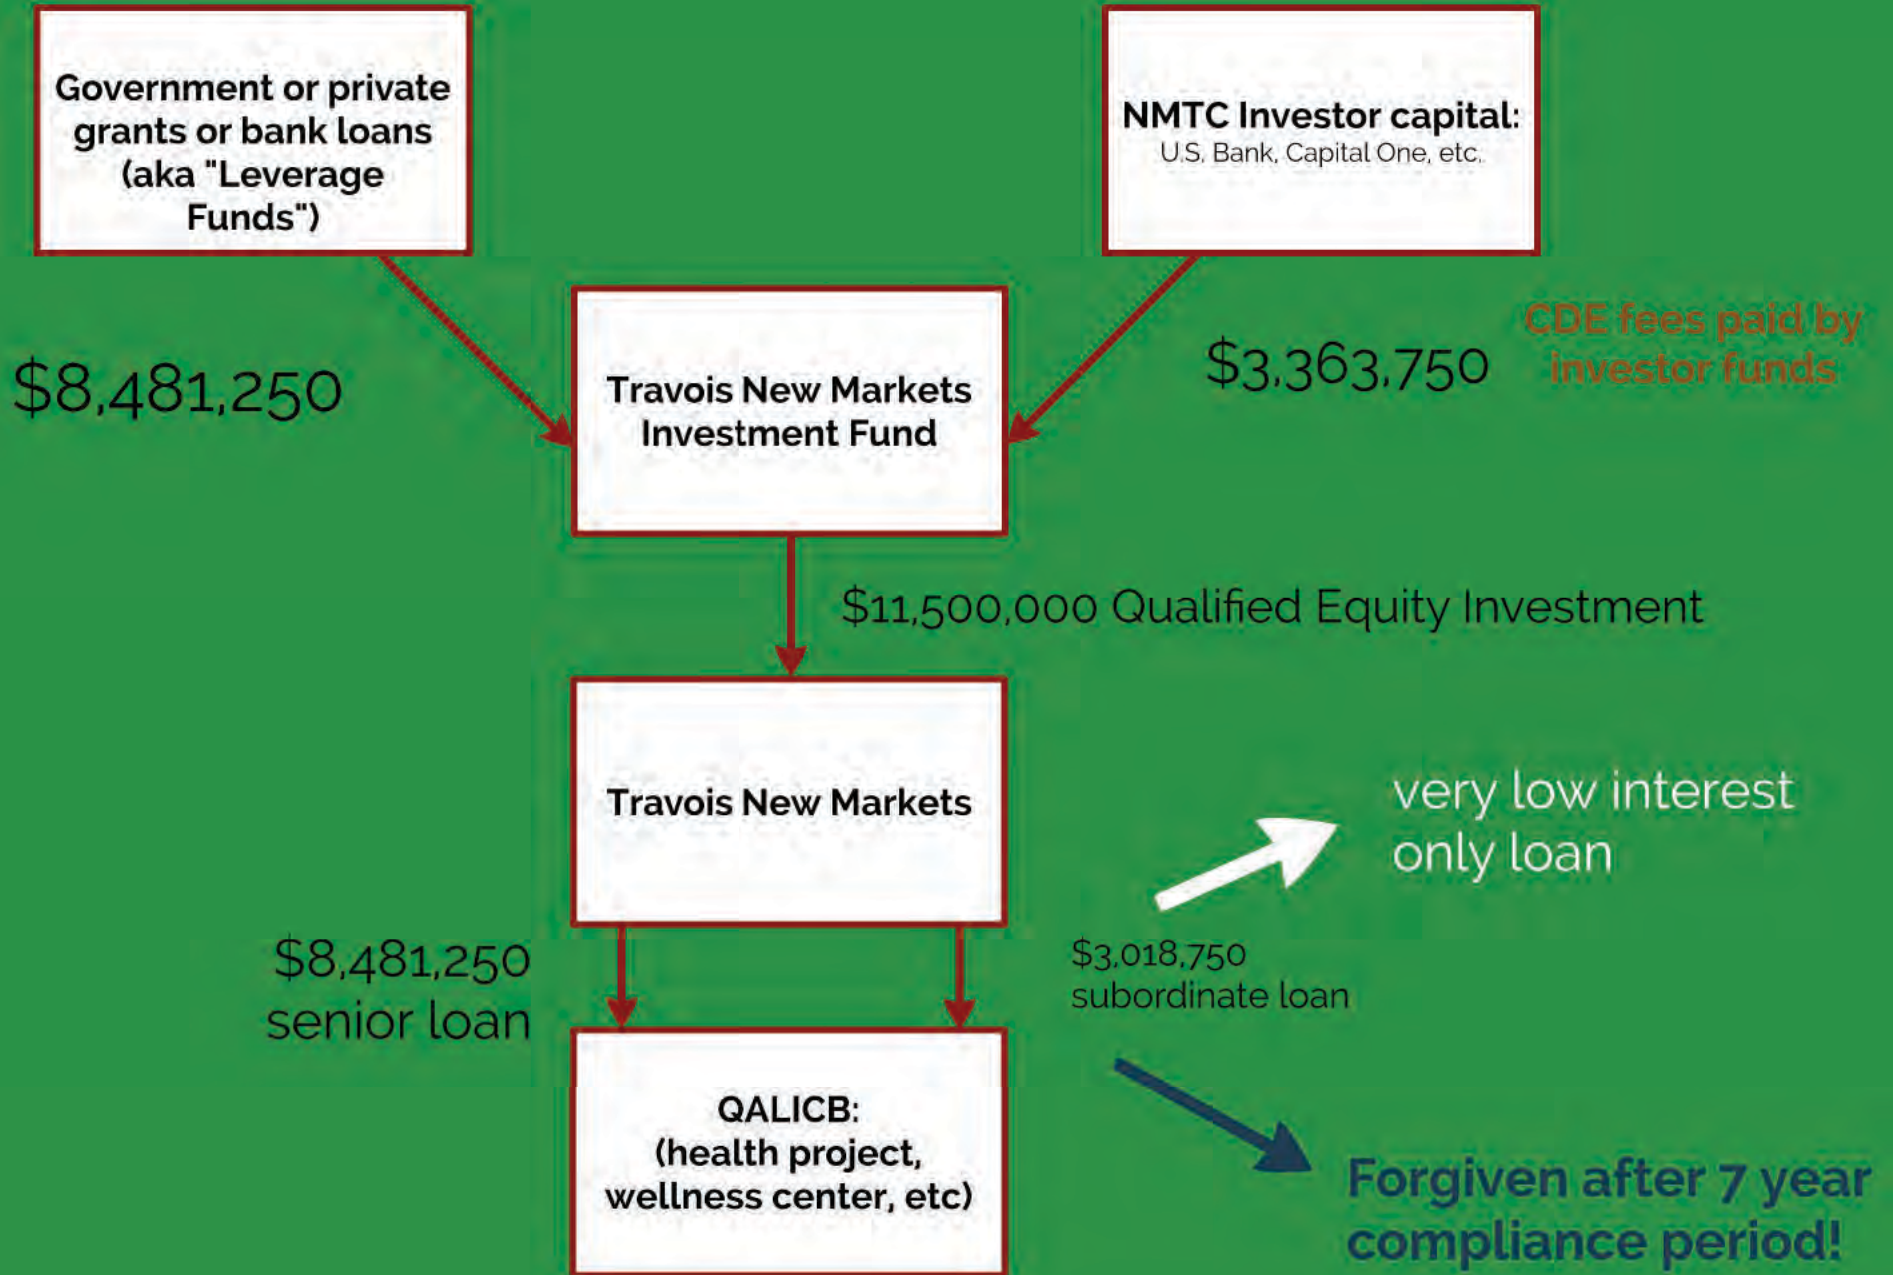 Government or private
grants or bank loans
(aka "Leverage
Funds")
NMTC Investor capital:
U.S. Bank, Capital One, etc.
$8,481,250
Travois New Markets
Investment Fund
$3,363,750
CDE fees paid by
investor funds
$11,500,000 Qualified Equity Investment
Travois New Markets
very low interest
only loan
$8,481,250
senior loan
$3,018,750
subordinate loan
QALICB:
(health project,
wellness center, etc)
Forgiven after 7 year
compliance period!